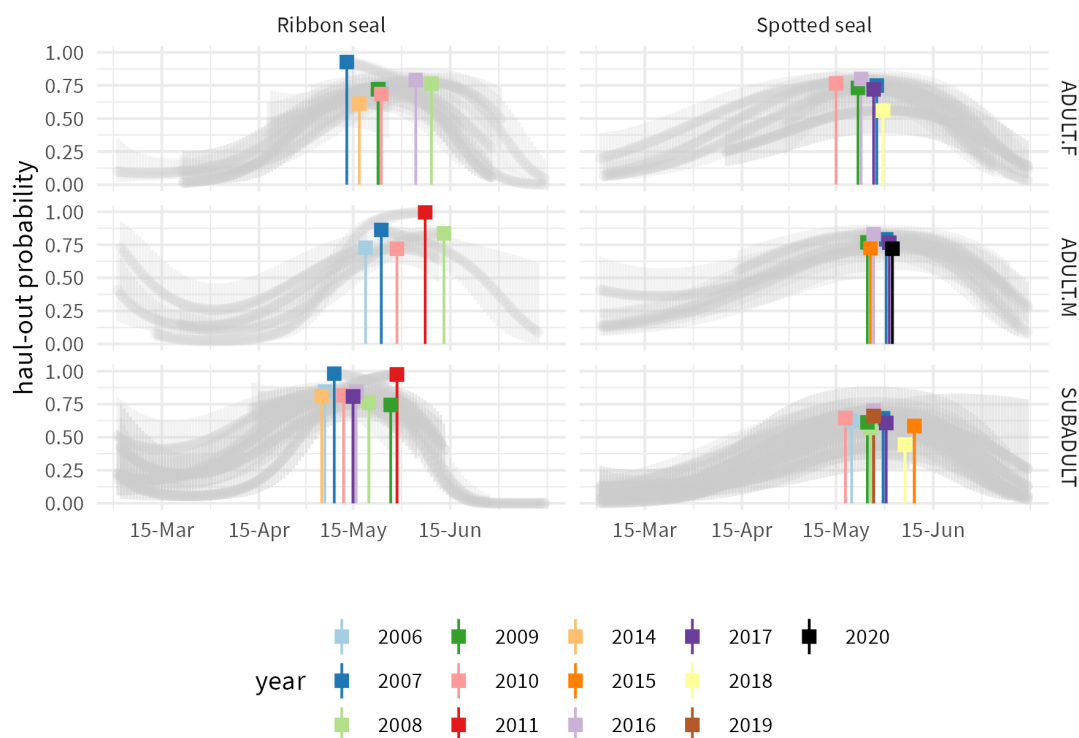 Ribbon seal
Spotted seal
haul-out probability
1.00
0.75
0.50
0.25
0.00
ADULT.F
1.00
0.75
0.50
0.25
0.00
ADULT.M
1.00
0.75
0.50
0.25
0.00
SUBADULT
15-Mar 15-Apr 15-May 15-Jun
15-Mar 15-Apr 15-May 15-Jun
year
2006 2009 2014 2017 2020
2007 2010 2015 2018
2008 2011 2016 2019